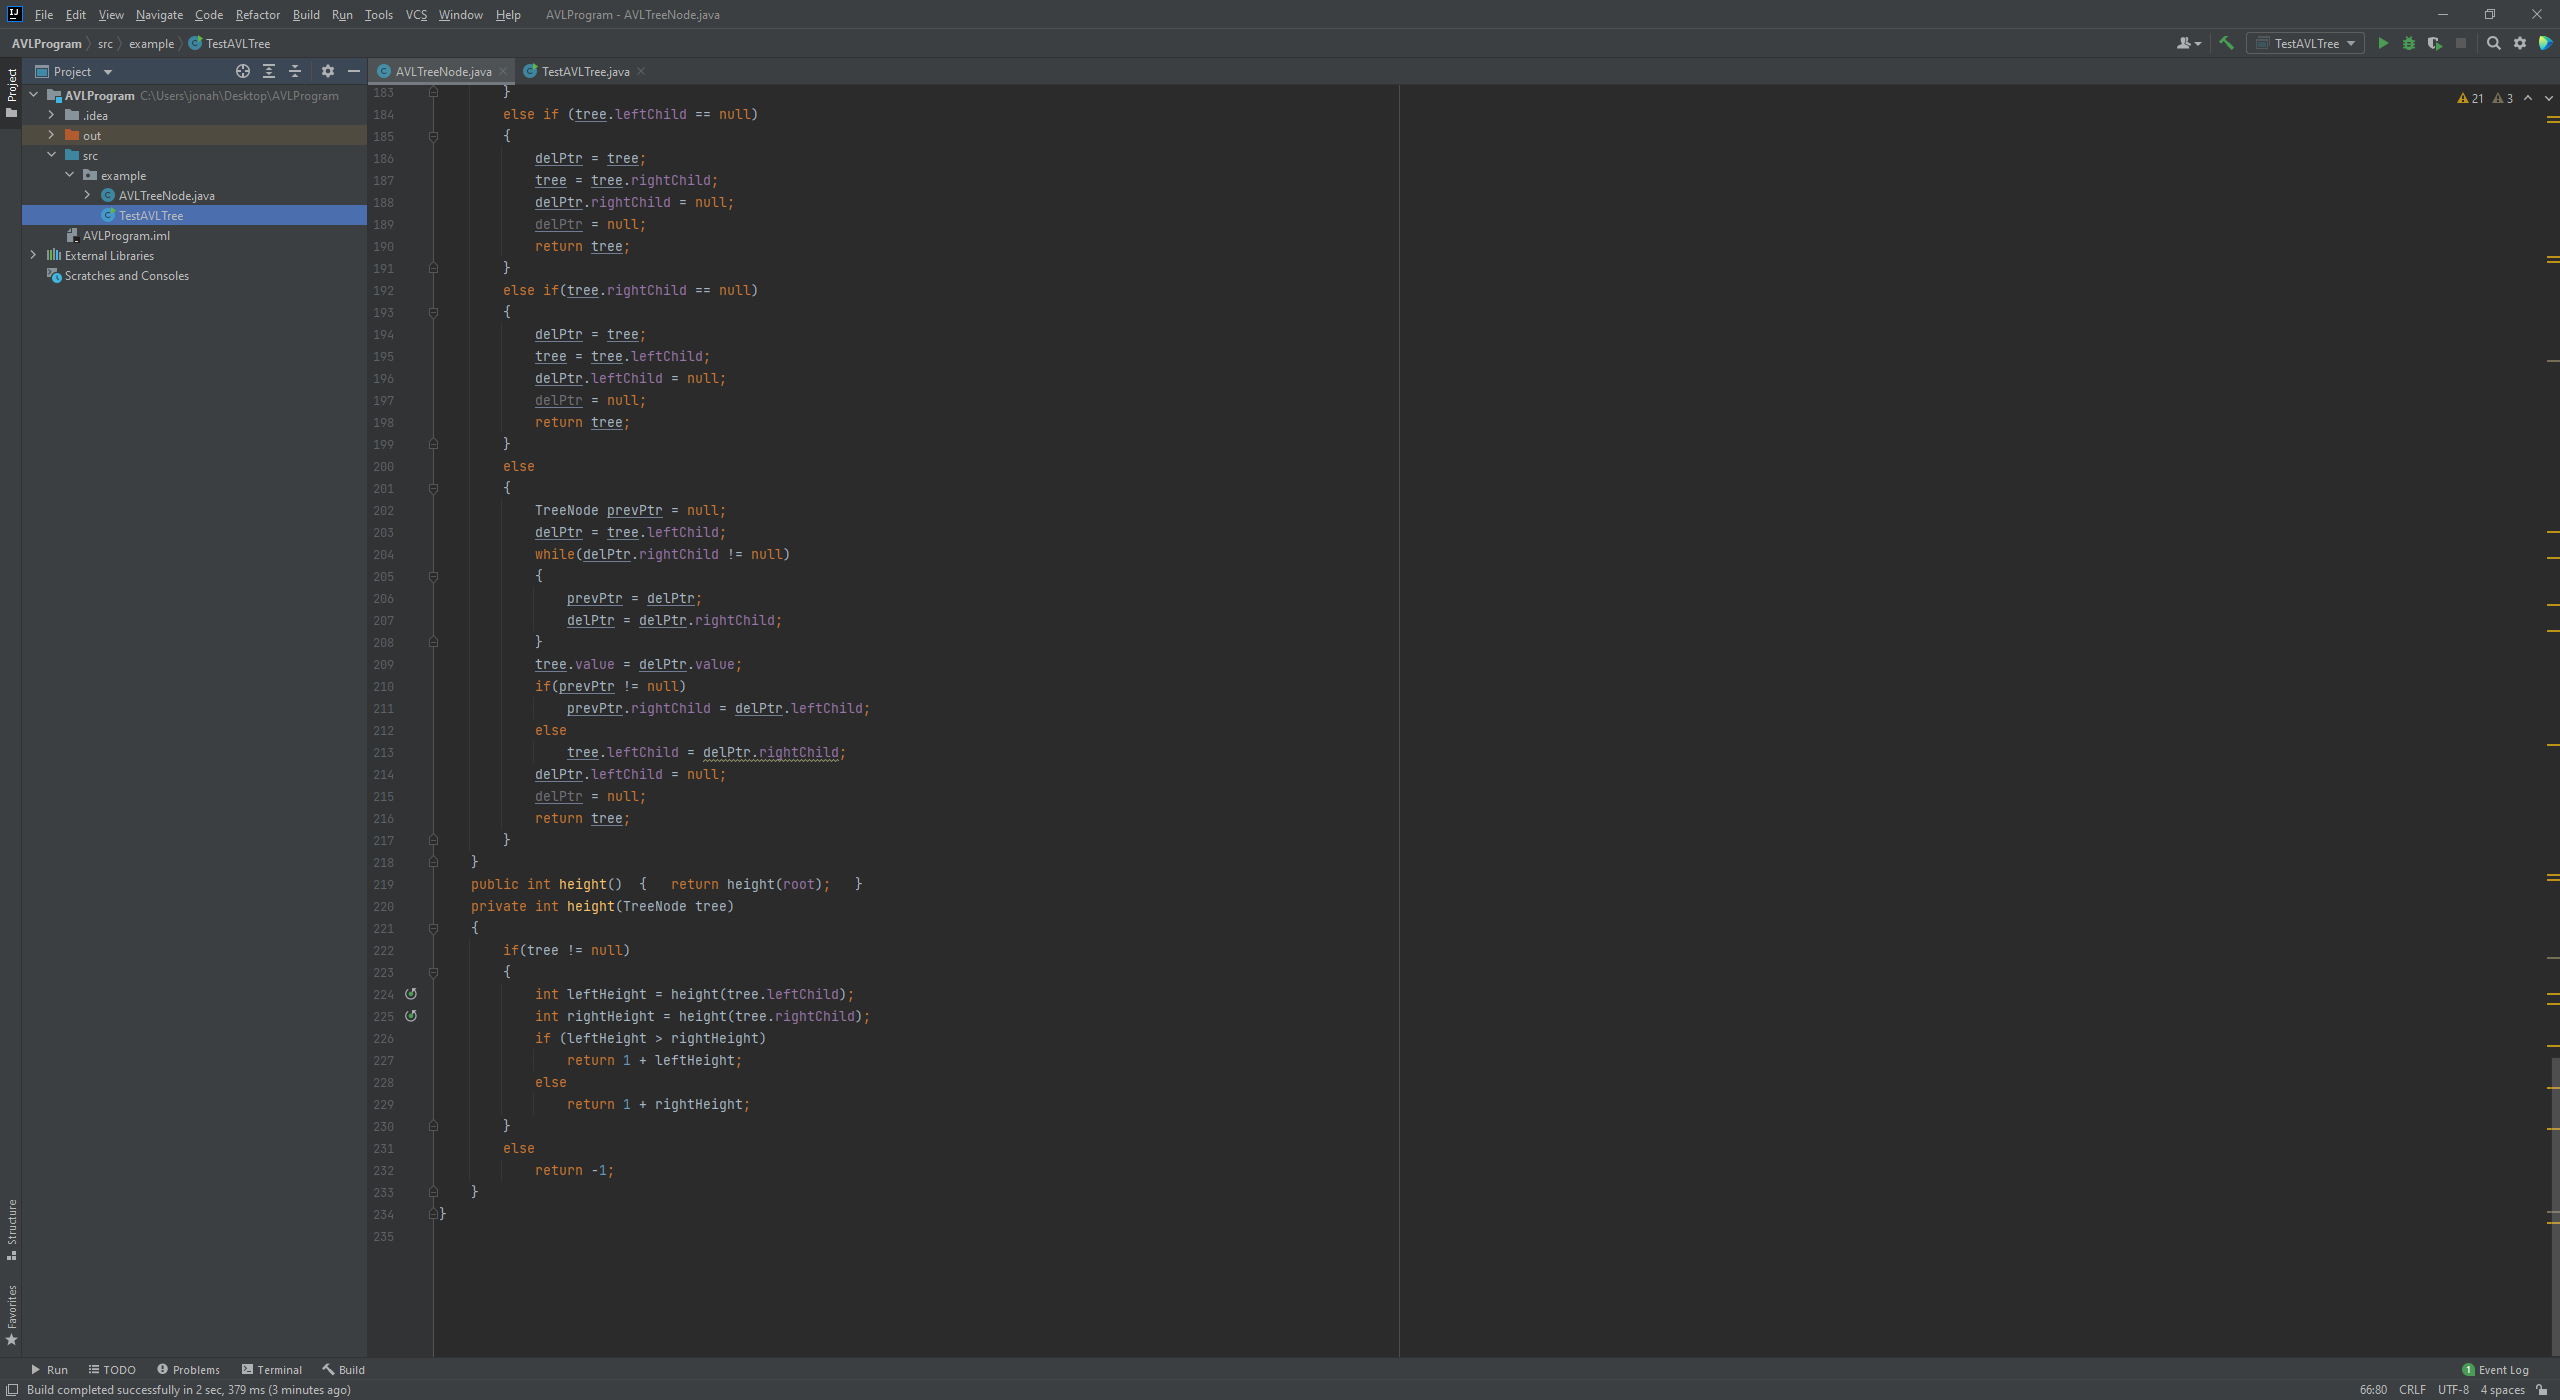 File Edit View Navigate Code Refactor Build Run Tools VCS Window Help AVLProgram - AVLTreeNode.java
AVLProgram src example TestAVLTree
TestAVLTree
Project
AVLTreeNode.java
TestAVLTree.java
Project
AVLProgram C:\Users\jonah\Desktop\AVLProgram
.idea
out
src
example
AVLTreeNode.java
TestAVLTree
AVLProgram.iml
External Libraries
Scratches and Consoles
21 3
183 }
184 else if (tree.leftChild == null)
185 {
186 delPtr = tree;
187 tree = tree.rightChild;
188 delPtr.rightChild = null;
189 delPtr = null;
190 return tree;
191 }
192 else if(tree.rightChild == null)
193 {
194 delPtr = tree;
195 tree = tree.leftChild;
196 delPtr.leftChild = null;
197 delPtr = null;
198 return tree;
199 }
200 else
201 {
202 TreeNode prevPtr = null;
203 delPtr = tree.leftChild;
204 while(delPtr.rightChild != null)
205 {
206 prevPtr = delPtr;
207 delPtr = delPtr.rightChild;
208 }
209 tree.value = delPtr.value;
210 if(prevPtr != null)
211 prevPtr.rightChild = delPtr.leftChild;
212 else
213 tree.leftChild = delPtr.rightChild;
214 delPtr.leftChild = null;
215 delPtr = null;
216 return tree;
217 }
218 }
219 public int height() { return height(root); }
220 private int height(TreeNode tree)
221 {
222 if(tree != null)
223 {
224 int leftHeight = height(tree.leftChild);
225 int rightHeight = height(tree.rightChild);
226 if (leftHeight > rightHeight)
227 return 1 + leftHeight;
228 else
229 return 1 + rightHeight;
230 }
231 else
232 return -1;
233 }
234 }
235
Structure
Favorites
Run TODO Problems Terminal Build
1 Event Log
Build completed successfully in 2 sec, 379 ms (3 minutes ago)
66:80 CRLF UTF-8 4 spaces